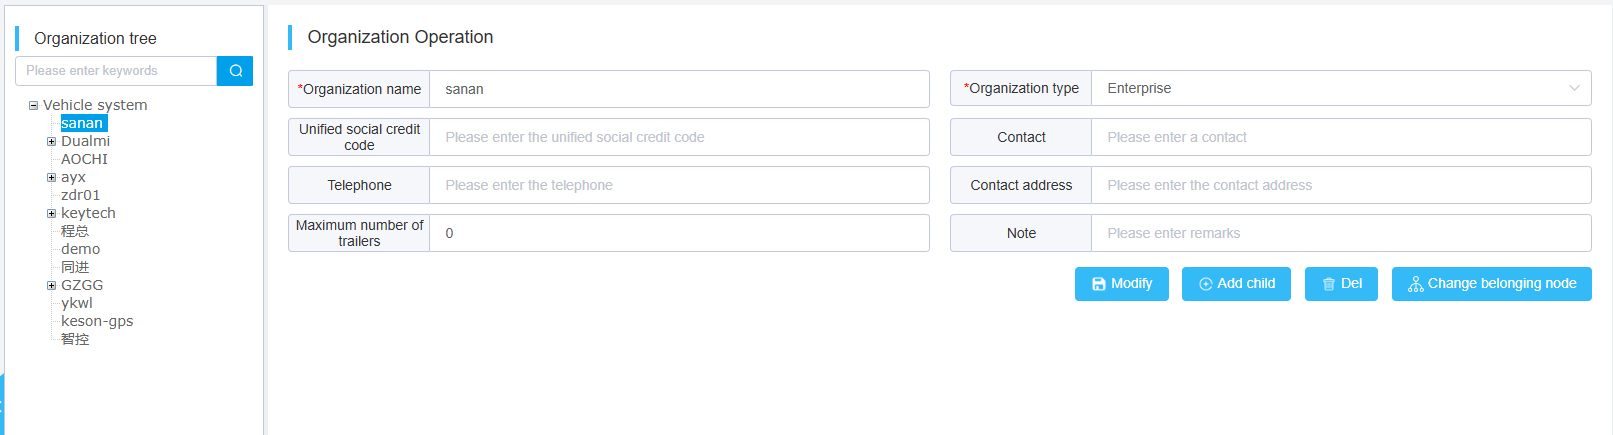 Organization tree
Please enter keywords
Vehicle system
sanan
Dualmi
AOCHI
ayx
zdr01
keytech
程总
demo
同进
GZGG
ykwl
keson-gps
智控
Organization Operation
*Organization name
sanan
*Organization type
Enterprise
Unified social credit
code
Please enter the unified social credit code
Contact
Please enter a contact
Telephone
Please enter the telephone
Contact address
Please enter the contact address
Maximum number of
trailers
0
Note
Please enter remarks
Modify
Add child
Del
Change belonging node